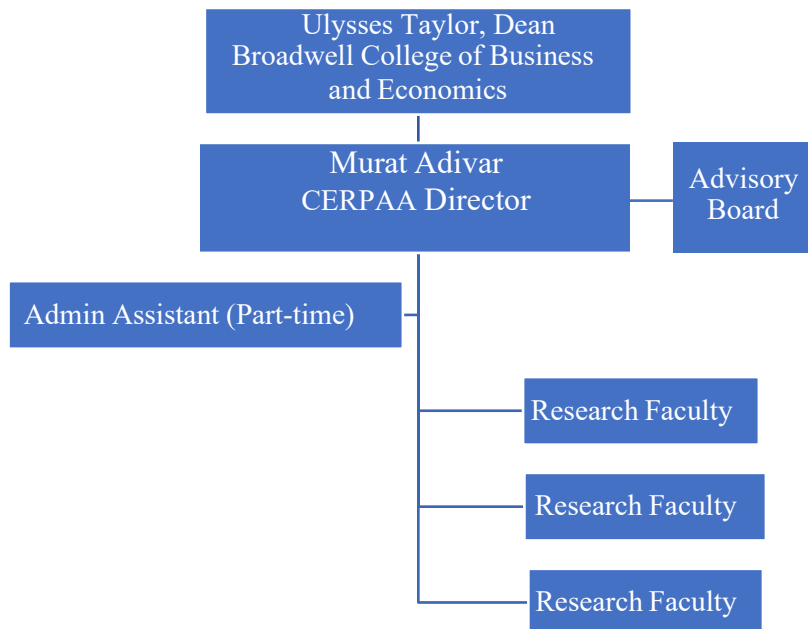 Ulysses Taylor, Dean
Broadwell College of Business
and Economics
Murat Adivar
CERPAA Director
Advisory
Board
Admin Assistant (Part-time)
Research Faculty
Research Faculty
Research Faculty